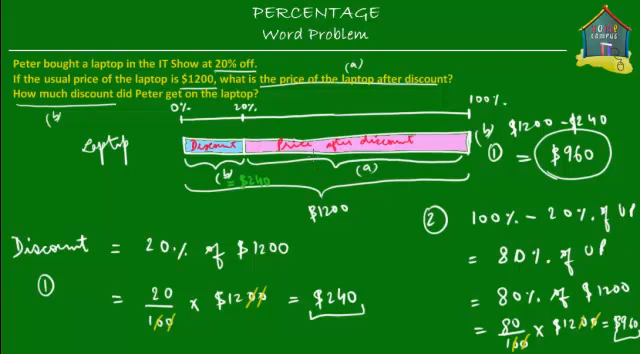 PERCENTAGE
Word Problem
Home
campus
Peter bought a laptop in the IT Show at 20% off.
(a)
If the usual price of the laptop is $1200, what is the price of the laptop after discount?
How much discount did Peter get on the laptop?
(b)
0% 20% 100%
Laptop
Discount Price after discount
(b) (a)
= $240
$1200
(b) $1200 - $240
① = $960
Discount = 20% of $1200
① = 20/100 × $1200 = $240
② 100% - 20% of UP
= 80% of UP
= 80% of $1200
= 80/100 × $1200 = $960